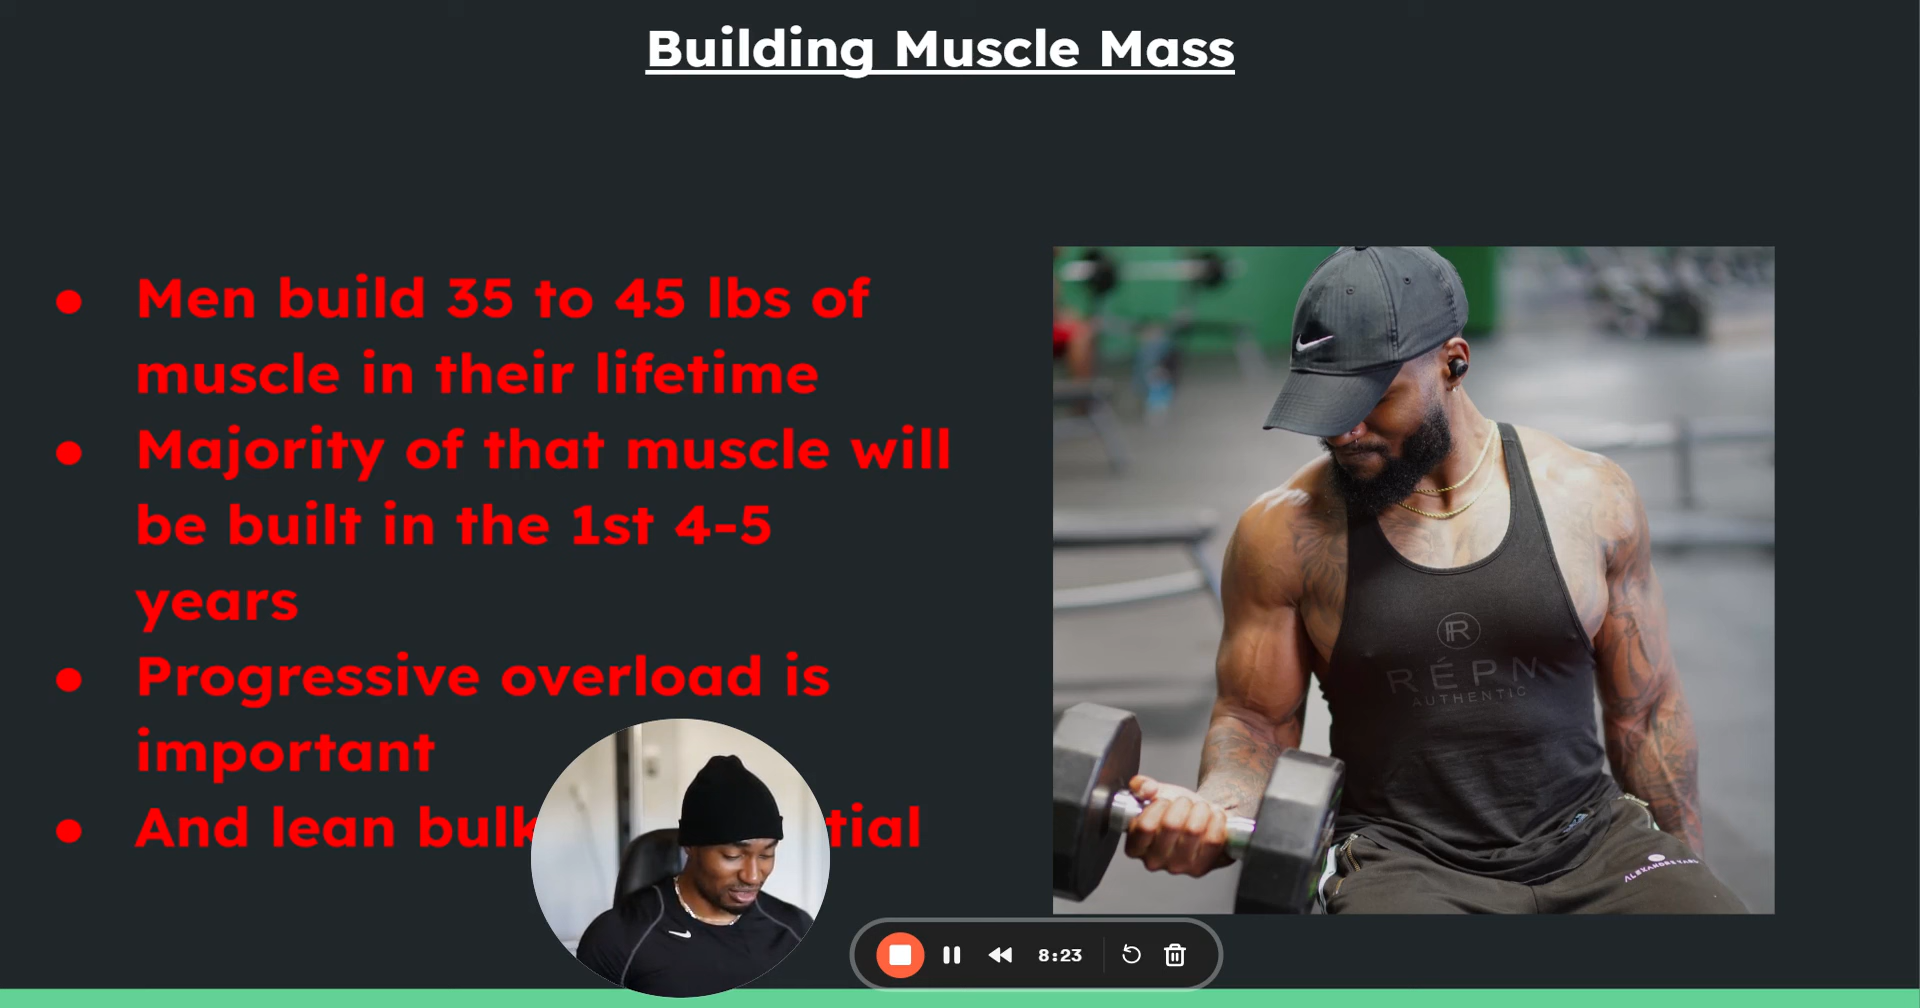 Building Muscle Mass
● Men build 35 to 45 lbs of
muscle in their lifetime
● Majority of that muscle will
be built in the 1st 4-5
years
● Progressive overload is
important
● And lean bulk tial
R
RÉPN
AUTHENTIC
8:23